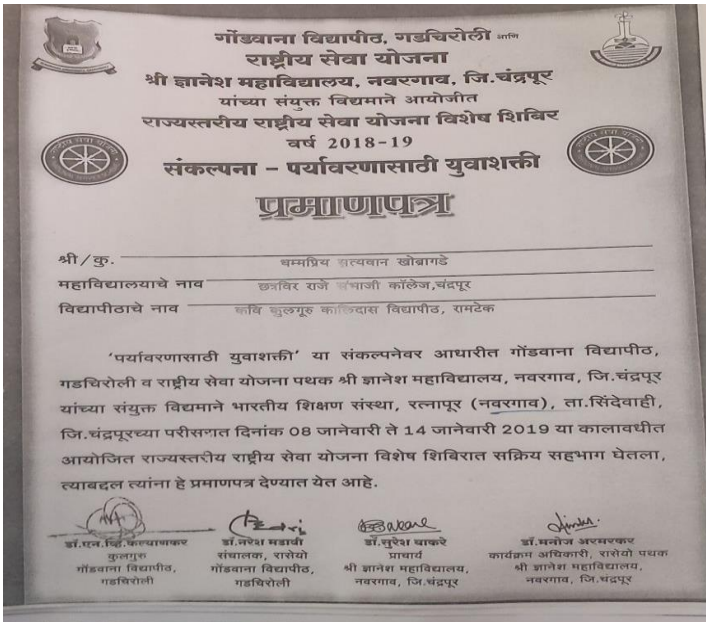 गोंडवाना विद्यापीठ, गडचिरोली आणि
राष्ट्रीय सेवा योजना
श्री ज्ञानेश महाविद्यालय, नवरगाव, जि.चंद्रपूर
यांच्या संयुक्त विद्यमाने आयोजीत
राज्यस्तरीय राष्ट्रीय सेवा योजना विशेष शिबिर
वर्ष 2018-19
संकल्पना – पर्यावरणासाठी युवाशक्ती
प्रमाणपत्र
श्री/कु. धम्मप्रिय सत्यवान खोब्रागडे
महाविद्यालयाचे नाव छत्रविर राजे संभाजी कॉलेज,चंद्रपूर
विद्यापीठाचे नाव कवि कुलगूरु कालिदास विद्यापीठ, रामटेक
'पर्यावरणासाठी युवाशक्ती' या संकल्पनेवर आधारीत गोंडवाना विद्यापीठ,
गडचिरोली व राष्ट्रीय सेवा योजना पथक श्री ज्ञानेश महाविद्यालय, नवरगाव, जि.चंद्रपूर
यांच्या संयुक्त विद्यमाने भारतीय शिक्षण संस्था, रत्नापूर (नवरगाव), ता.सिंदेवाही,
जि.चंद्रपूरच्या परीसरात दिनांक 08 जानेवारी ते 14 जानेवारी 2019 या कालावधीत
आयोजित राज्यस्तरीय राष्ट्रीय सेवा योजना विशेष शिबिरात सक्रिय सहभाग घेतला,
त्याबद्दल त्यांना हे प्रमाणपत्र देण्यात येत आहे.
डॉ.एन.व्हि.कल्याणकर डॉ.नरेश मडावी डॉ.सुरेश बाकरे डॉ.मनोज अरमरकर
कुलगुरु संचालक, रासेयो प्राचार्य कार्यक्रम अधिकारी, रासेयो पथक
गोंडवाना विद्यापीठ, गोंडवाना विद्यापीठ, श्री ज्ञानेश महाविद्यालय, श्री ज्ञानेश महाविद्यालय,
गडचिरोली गडचिरोली नवरगाव, जि.चंद्रपूर नवरगाव, जि.चंद्रपूर